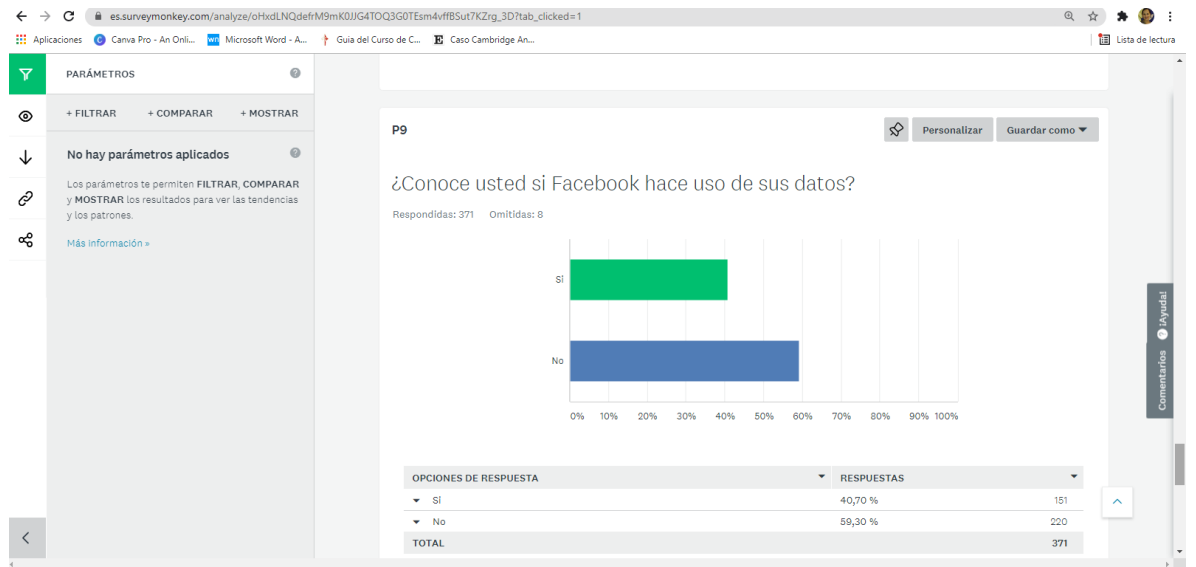 es.surveymonkey.com/analyze/oHxdLNQdefrM9mK0JJG4TOQ3G0TEsm4vffBSut7KZrg_3D?tab_clicked=1
Aplicaciones Canva Pro - An Onli... wn Microsoft Word - A... Guia del Curso de C... E Caso Cambridge An... Lista de lectura
PARÁMETROS
+ FILTRAR + COMPARAR + MOSTRAR
No hay parámetros aplicados
Los parámetros te permiten FILTRAR, COMPARAR
y MOSTRAR los resultados para ver las tendencias
y los patrones.
Más información »
P9 Personalizar Guardar como
¿Conoce usted si Facebook hace uso de sus datos?
Respondidas: 371 Omitidas: 8
Sí
No
0% 10% 20% 30% 40% 50% 60% 70% 80% 90% 100%
OPCIONES DE RESPUESTA RESPUESTAS
Sí 40,70 % 151
No 59,30 % 220
TOTAL 371
Comentarios ¡Ayuda!